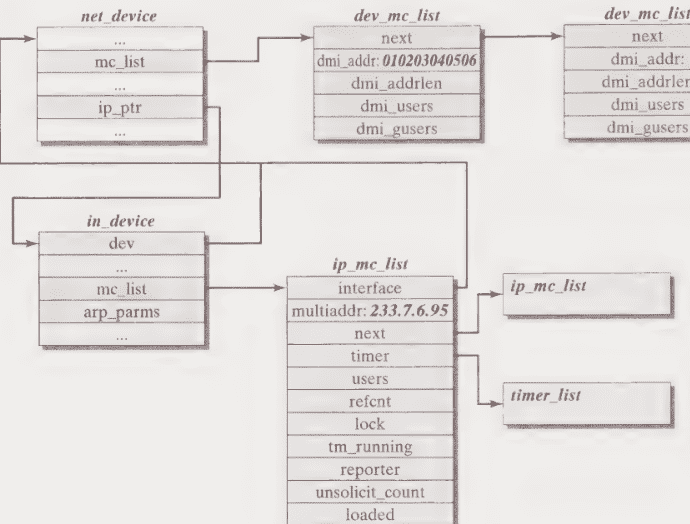 net_device
...
mc_list
...
ip_ptr
...
dev_mc_list
next
dmi_addr: 010203040506
dmi_addrlen
dmi_users
dmi_gusers
dev_mc_list
next
dmi_addr:
dmi_addrlen
dmi_users
dmi_gusers
in_device
dev
...
mc_list
arp_parms
...
ip_mc_list
interface
multiaddr: 233.7.6.95
next
timer
users
refcnt
lock
tm_running
reporter
unsolicit_count
loaded
ip_mc_list
timer_list